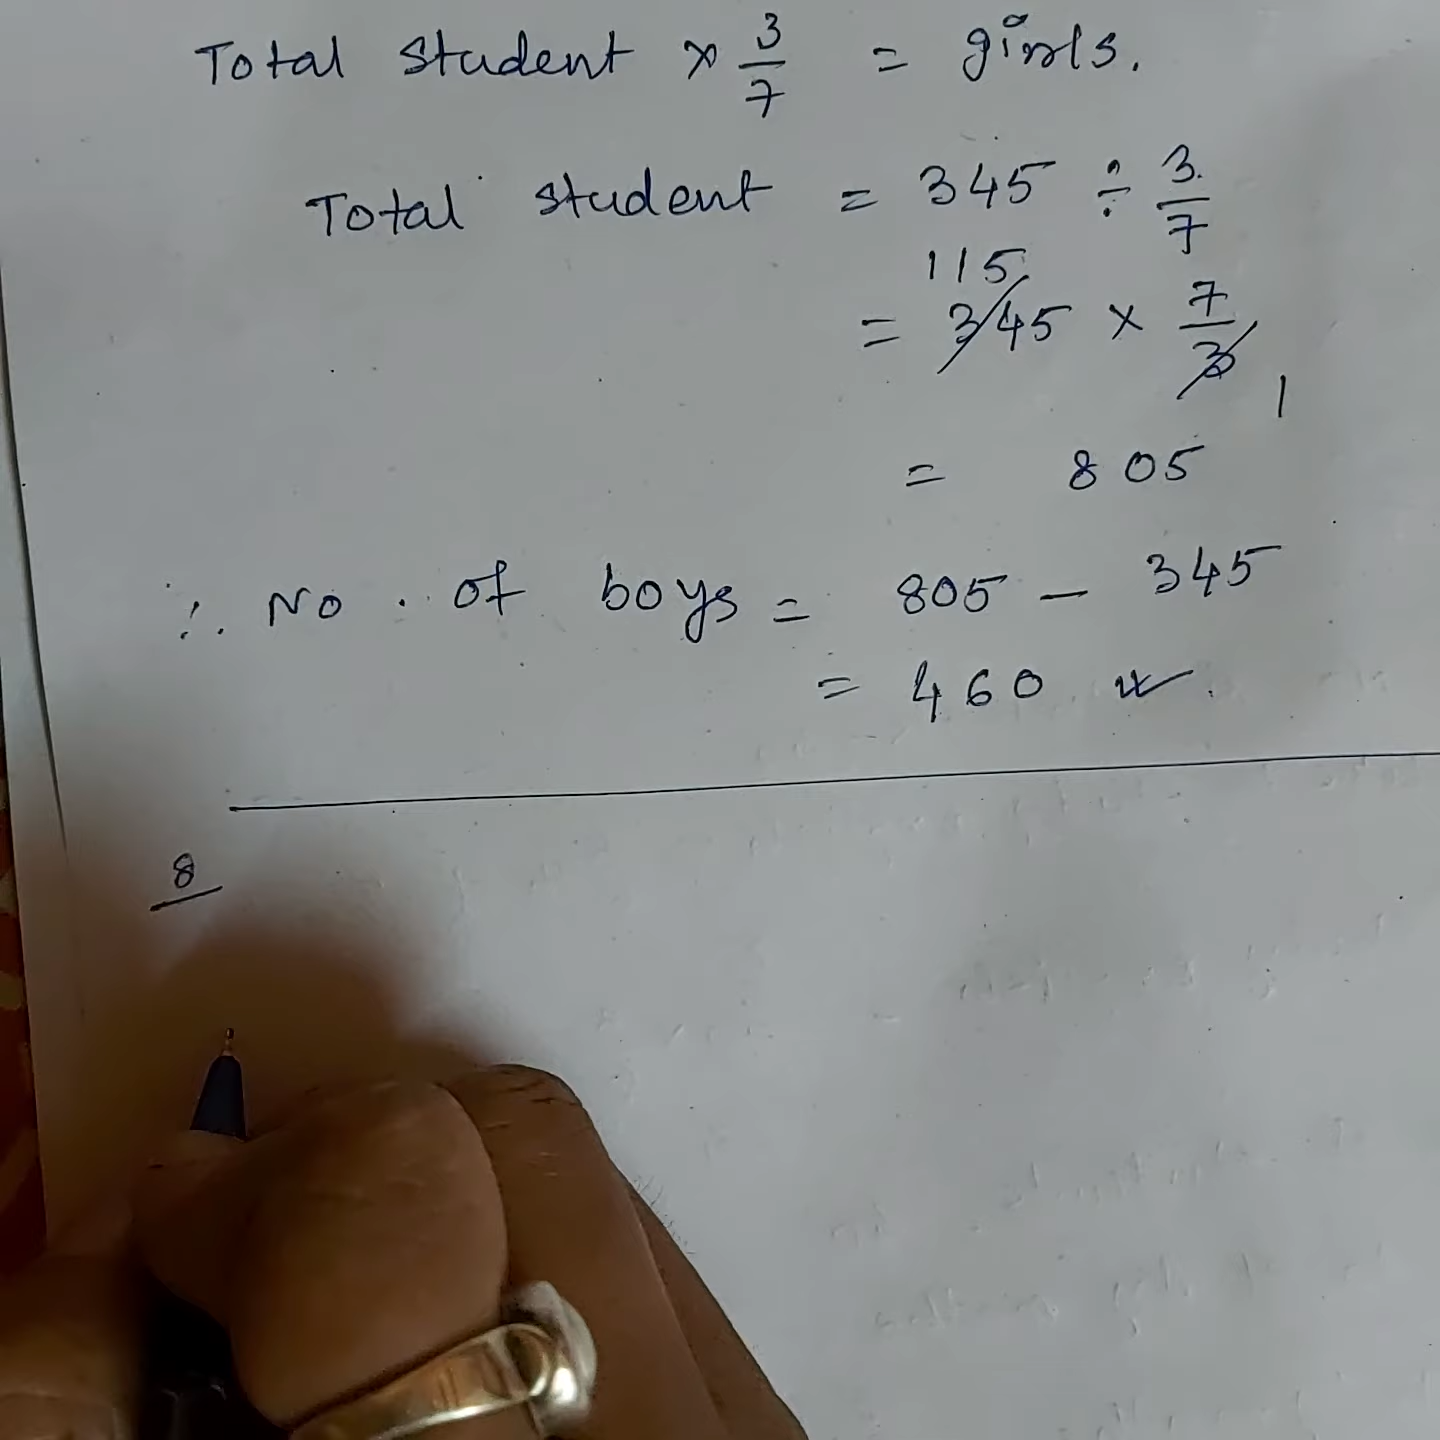 Total student × 3/7 = girls.
Total student = 345 ÷ 3/7
115
= 345 × 7/3
1
= 805
∴ No. of boys = 805 - 345
= 460
8